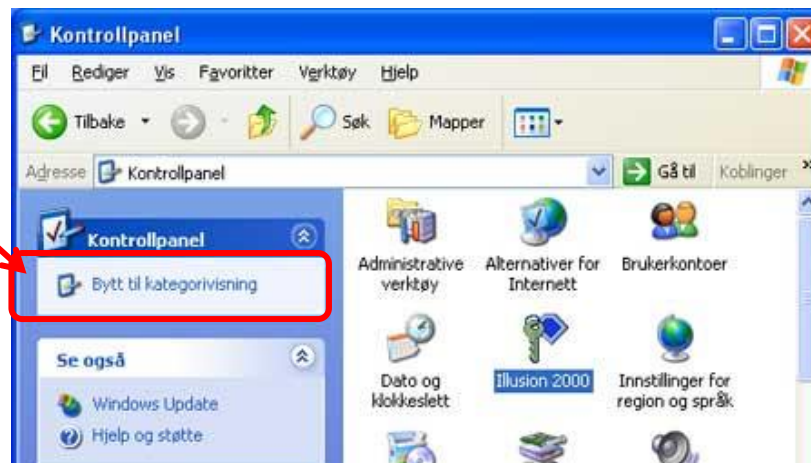 Kontrollpanel
Fil Rediger Vis Favoritter Verktøy Hjelp
Tilbake Søk Mapper
Adresse Kontrollpanel Gå til Koblinger »
Kontrollpanel
Bytt til kategorivisning
Se også
Windows Update
Hjelp og støtte
Administrative
verktøy
Alternativer for
Internett
Brukerkontoer
Dato og
klokkeslett
Illusion 2000
Innstillinger for
region og språk